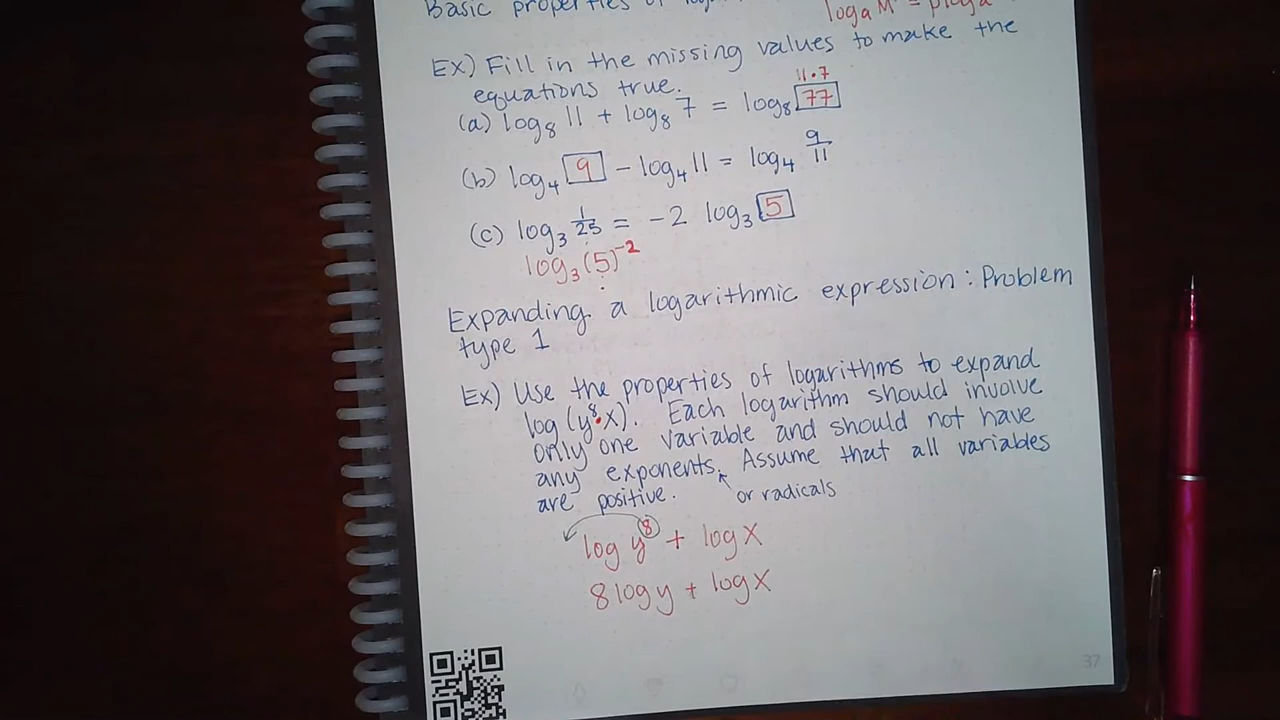 Basic properties of
Ex) Fill in the missing values to make the
equations true.
11·7
(a) log₈ 11 + log₈ 7 = log₈ 77
(b) log₄ 9 − log₄ 11 = log₄ 9/11
(c) log₃ 1/25 = −2 log₃ 5
log₃ (5)⁻²
Expanding a logarithmic expression: Problem
type 1
Ex) Use the properties of logarithms to expand
log (y⁸·x). Each logarithm should involve
only one variable and should not have
any exponents. Assume that all variables
are positive.
or radicals
log y⁸ + log x
8 log y + log x
37